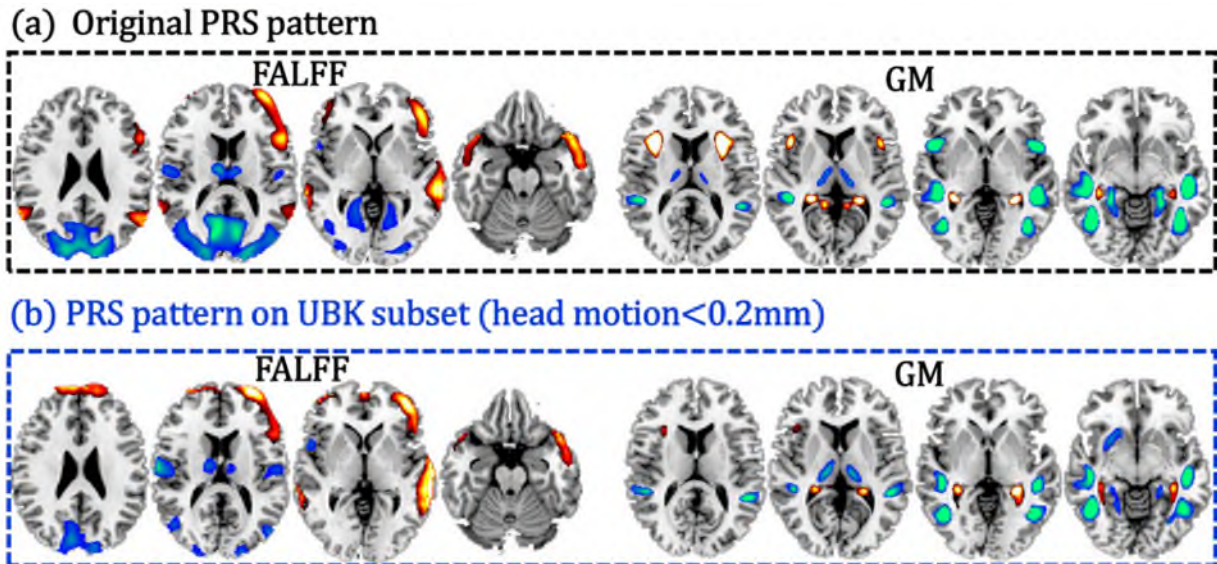 (a) Original PRS pattern
FALFF
GM
(b) PRS pattern on UBK subset (head motion<0.2mm)
FALFF
GM